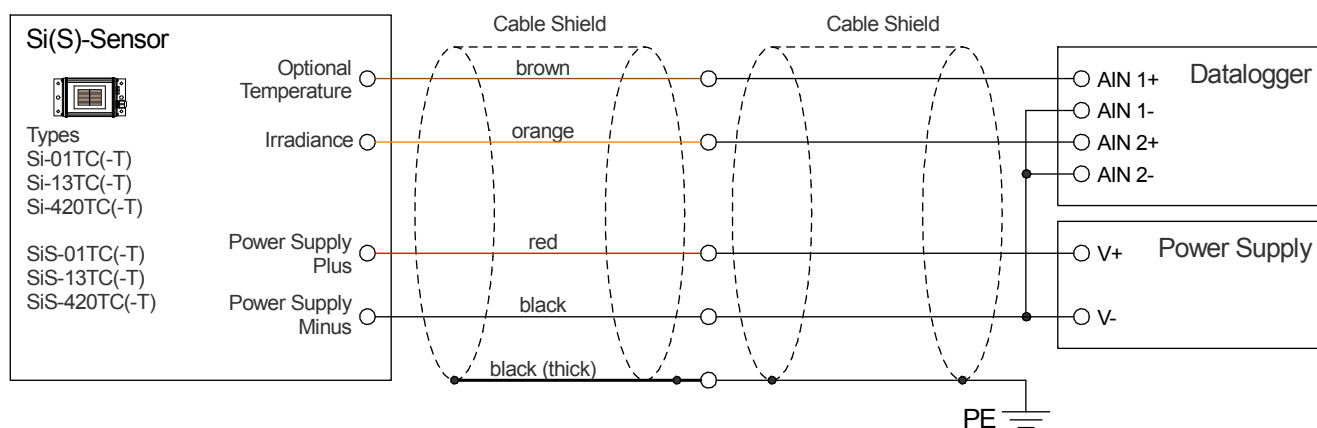 Si(S)-Sensor
Types
Si-01TC(-T)
Si-13TC(-T)
Si-420TC(-T)
SiS-01TC(-T)
SiS-13TC(-T)
SiS-420TC(-T)
Optional
Temperature
Irradiance
Power Supply
Plus
Power Supply
Minus
Cable Shield
brown
orange
red
black
black (thick)
Cable Shield
PE
Datalogger
AIN 1+
AIN 1-
AIN 2+
AIN 2-
Power Supply
V+
V-